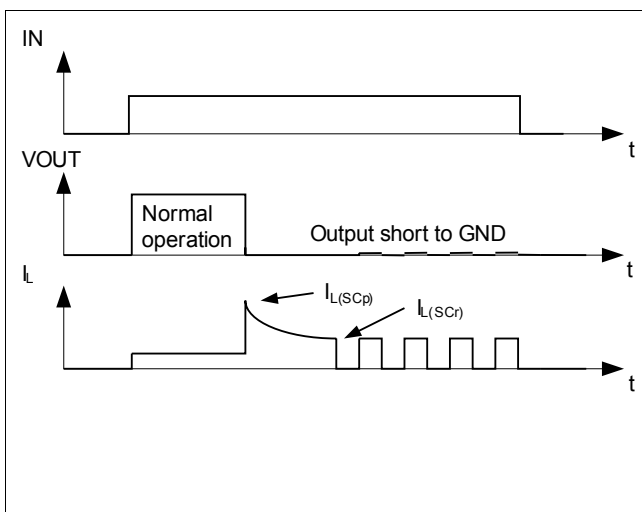 IN
t
VOUT
Normal
operation
Output short to GND
t
IL
IL(SCp)
IL(SCr)
t